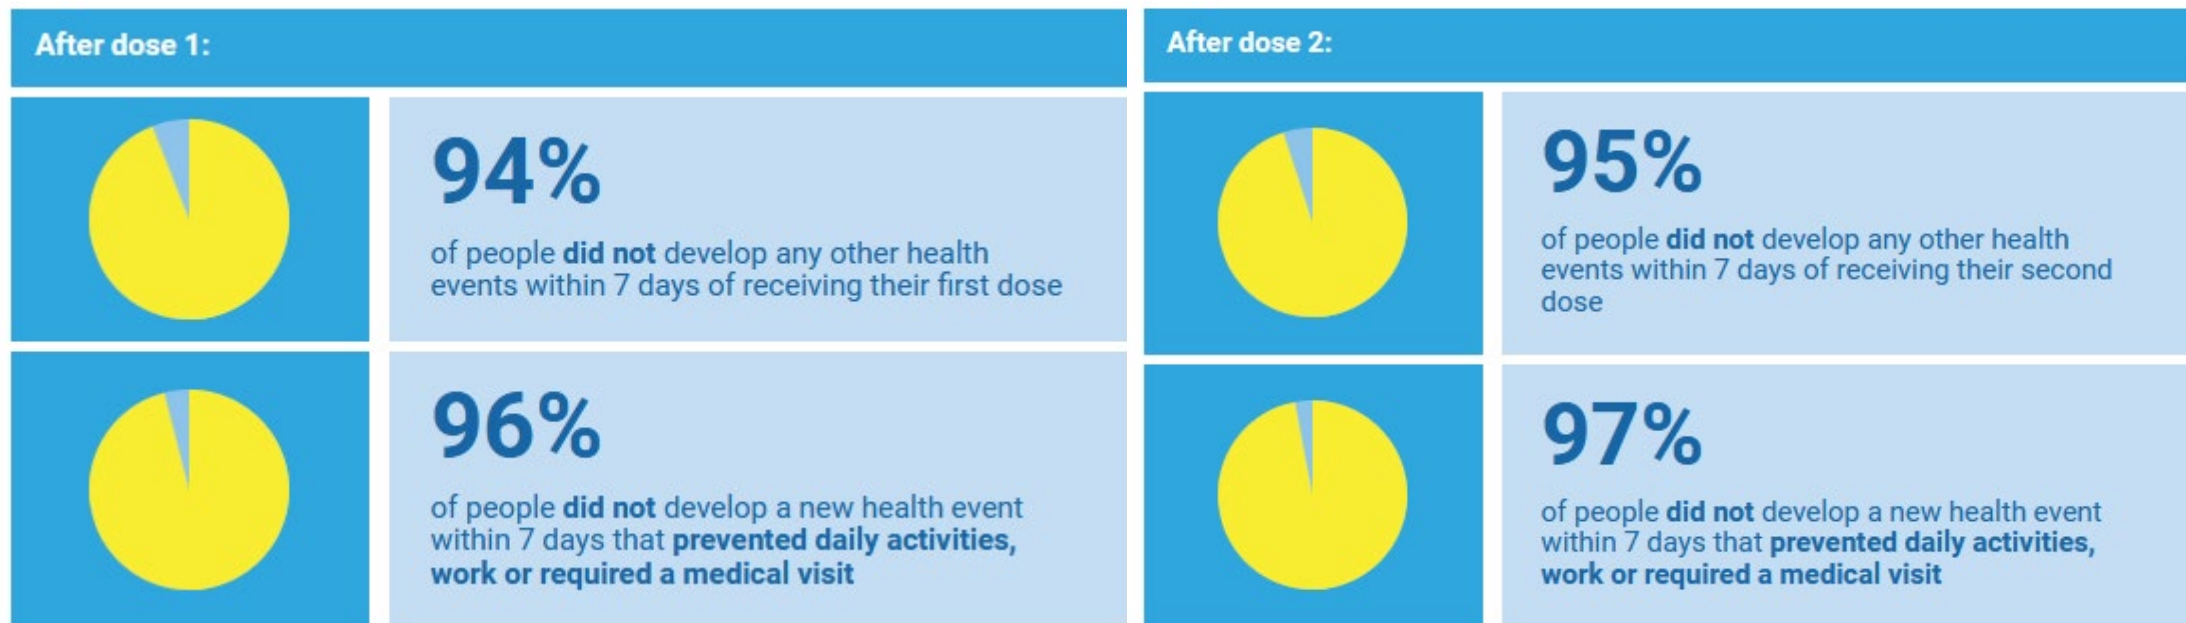 After dose 1:
94%
of people did not develop any other health
events within 7 days of receiving their first dose
96%
of people did not develop a new health event
within 7 days that prevented daily activities,
work or required a medical visit
After dose 2:
95%
of people did not develop any other health
events within 7 days of receiving their second
dose
97%
of people did not develop a new health event
within 7 days that prevented daily activities,
work or required a medical visit